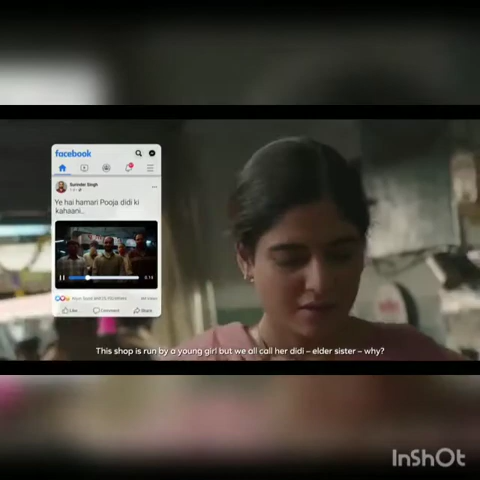 facebook
Surinder Singh
Ye hai hamari Pooja didi ki
kahaani..
Like
Comment
Share
This shop is run by a young girl but we all call her didi – elder sister – why?
InShOt